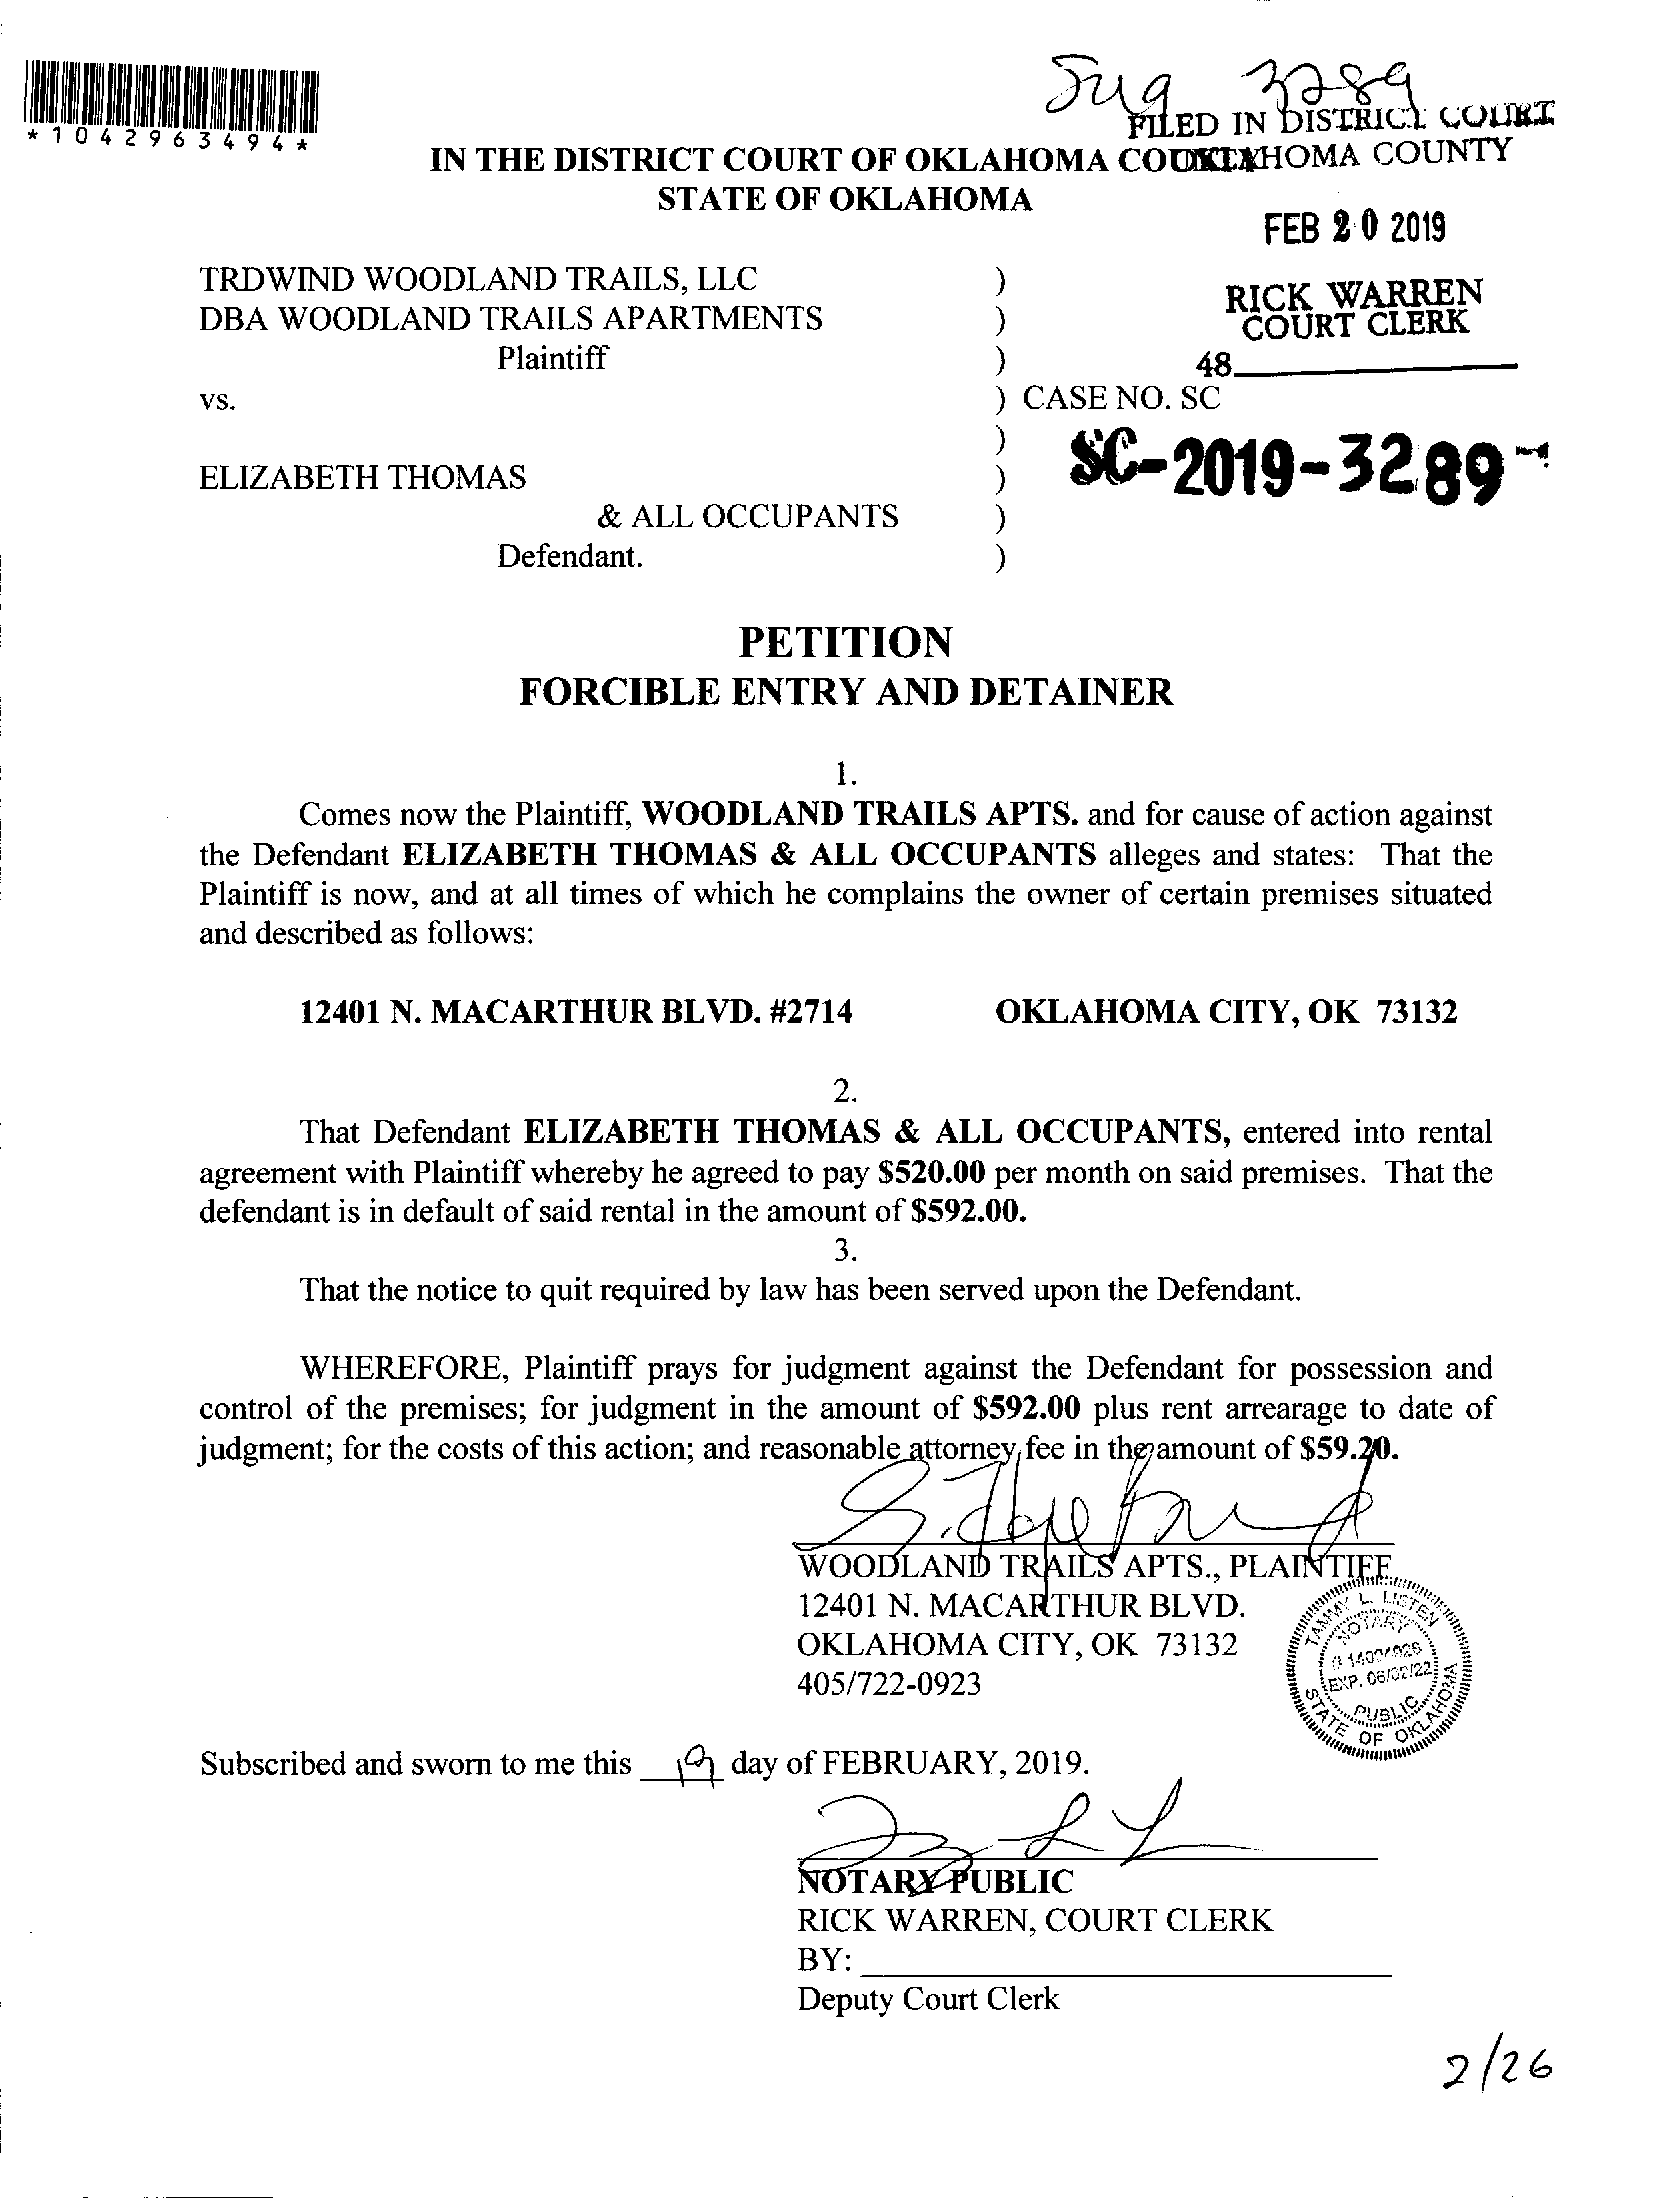 *1042963494*
3289
FILED IN DISTRICT COURT
OKLAHOMA COUNTY
IN THE DISTRICT COURT OF OKLAHOMA COUNTY
STATE OF OKLAHOMA
FEB 20 2019
TRDWIND WOODLAND TRAILS, LLC )
DBA WOODLAND TRAILS APARTMENTS )
RICK WARREN
COURT CLERK
Plaintiff )
48
vs. ) CASE NO. SC
)
SC-2019-3289
ELIZABETH THOMAS )
& ALL OCCUPANTS )
Defendant. )
PETITION
FORCIBLE ENTRY AND DETAINER
1.
Comes now the Plaintiff, WOODLAND TRAILS APTS. and for cause of action against
the Defendant ELIZABETH THOMAS & ALL OCCUPANTS alleges and states: That the
Plaintiff is now, and at all times of which he complains the owner of certain premises situated
and described as follows:
12401 N. MACARTHUR BLVD. #2714 OKLAHOMA CITY, OK 73132
2.
That Defendant ELIZABETH THOMAS & ALL OCCUPANTS, entered into rental
agreement with Plaintiff whereby he agreed to pay $520.00 per month on said premises. That the
defendant is in default of said rental in the amount of $592.00.
3.
That the notice to quit required by law has been served upon the Defendant.
WHEREFORE, Plaintiff prays for judgment against the Defendant for possession and
control of the premises; for judgment in the amount of $592.00 plus rent arrearage to date of
judgment; for the costs of this action; and reasonable attorney fee in the amount of $59.20.
WOODLAND TRAILS APTS., PLAINTIFF
12401 N. MACARTHUR BLVD.
OKLAHOMA CITY, OK 73132
405/722-0923
TAMMY L. LISTEN
NOTARY
EXP. 06/02/22
PUBLIC
STATE OF OKLAHOMA
Subscribed and sworn to me this 19 day of FEBRUARY, 2019.
NOTARY PUBLIC
RICK WARREN, COURT CLERK
BY:
Deputy Court Clerk
2/26